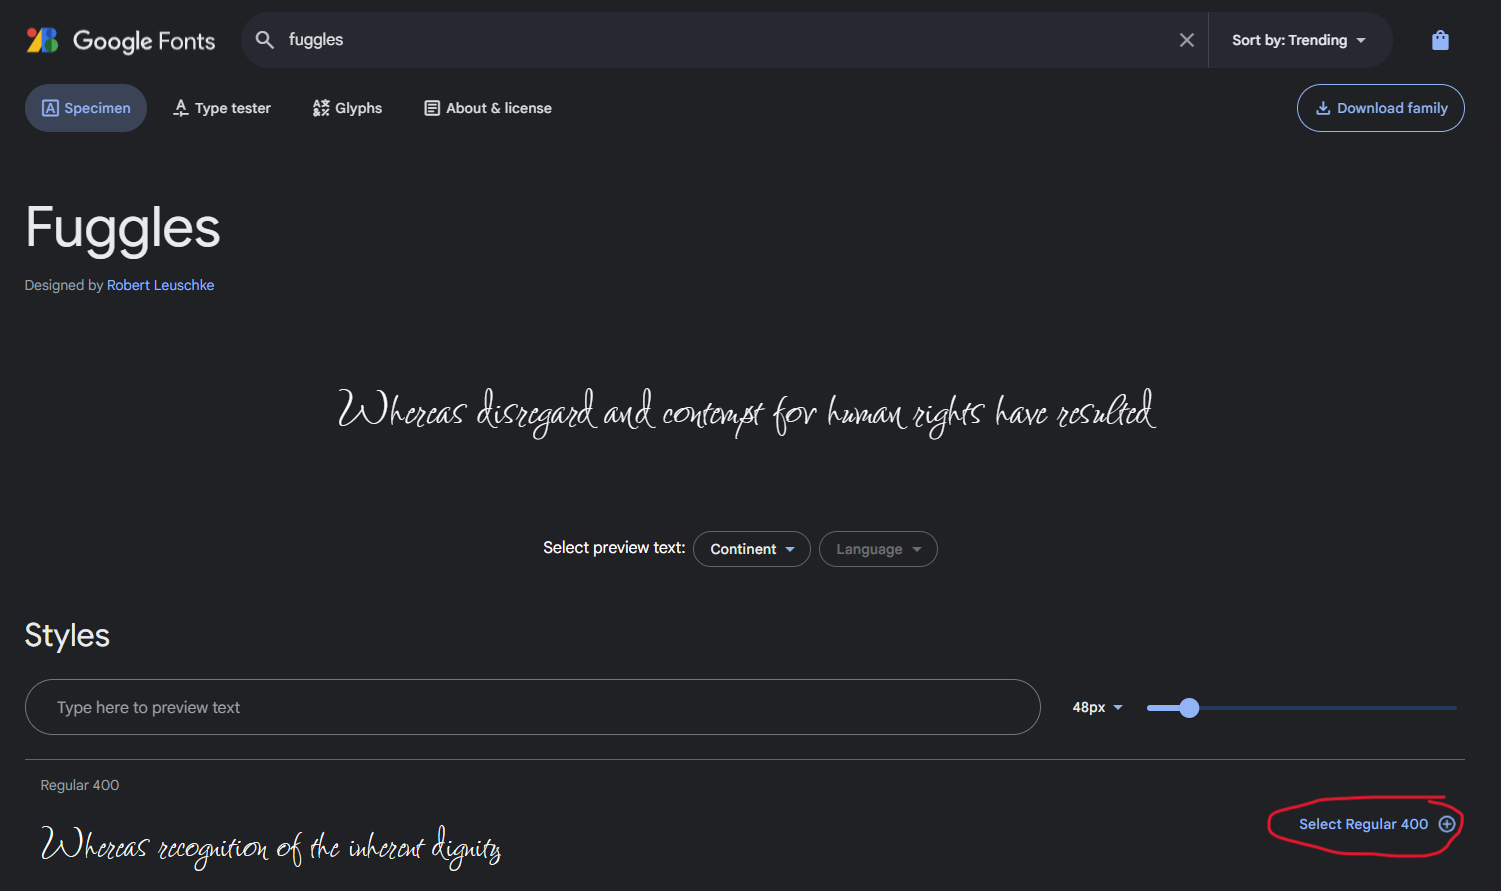 Google Fonts
fuggles
Sort by: Trending
Specimen
Type tester
Glyphs
About & license
Download family
Fuggles
Designed by Robert Leuschke
Whereas disregard and contempt for human rights have resulted
Select preview text: Continent Language
Styles
Type here to preview text
48px
Regular 400
Select Regular 400
Whereas recognition of the inherent dignity